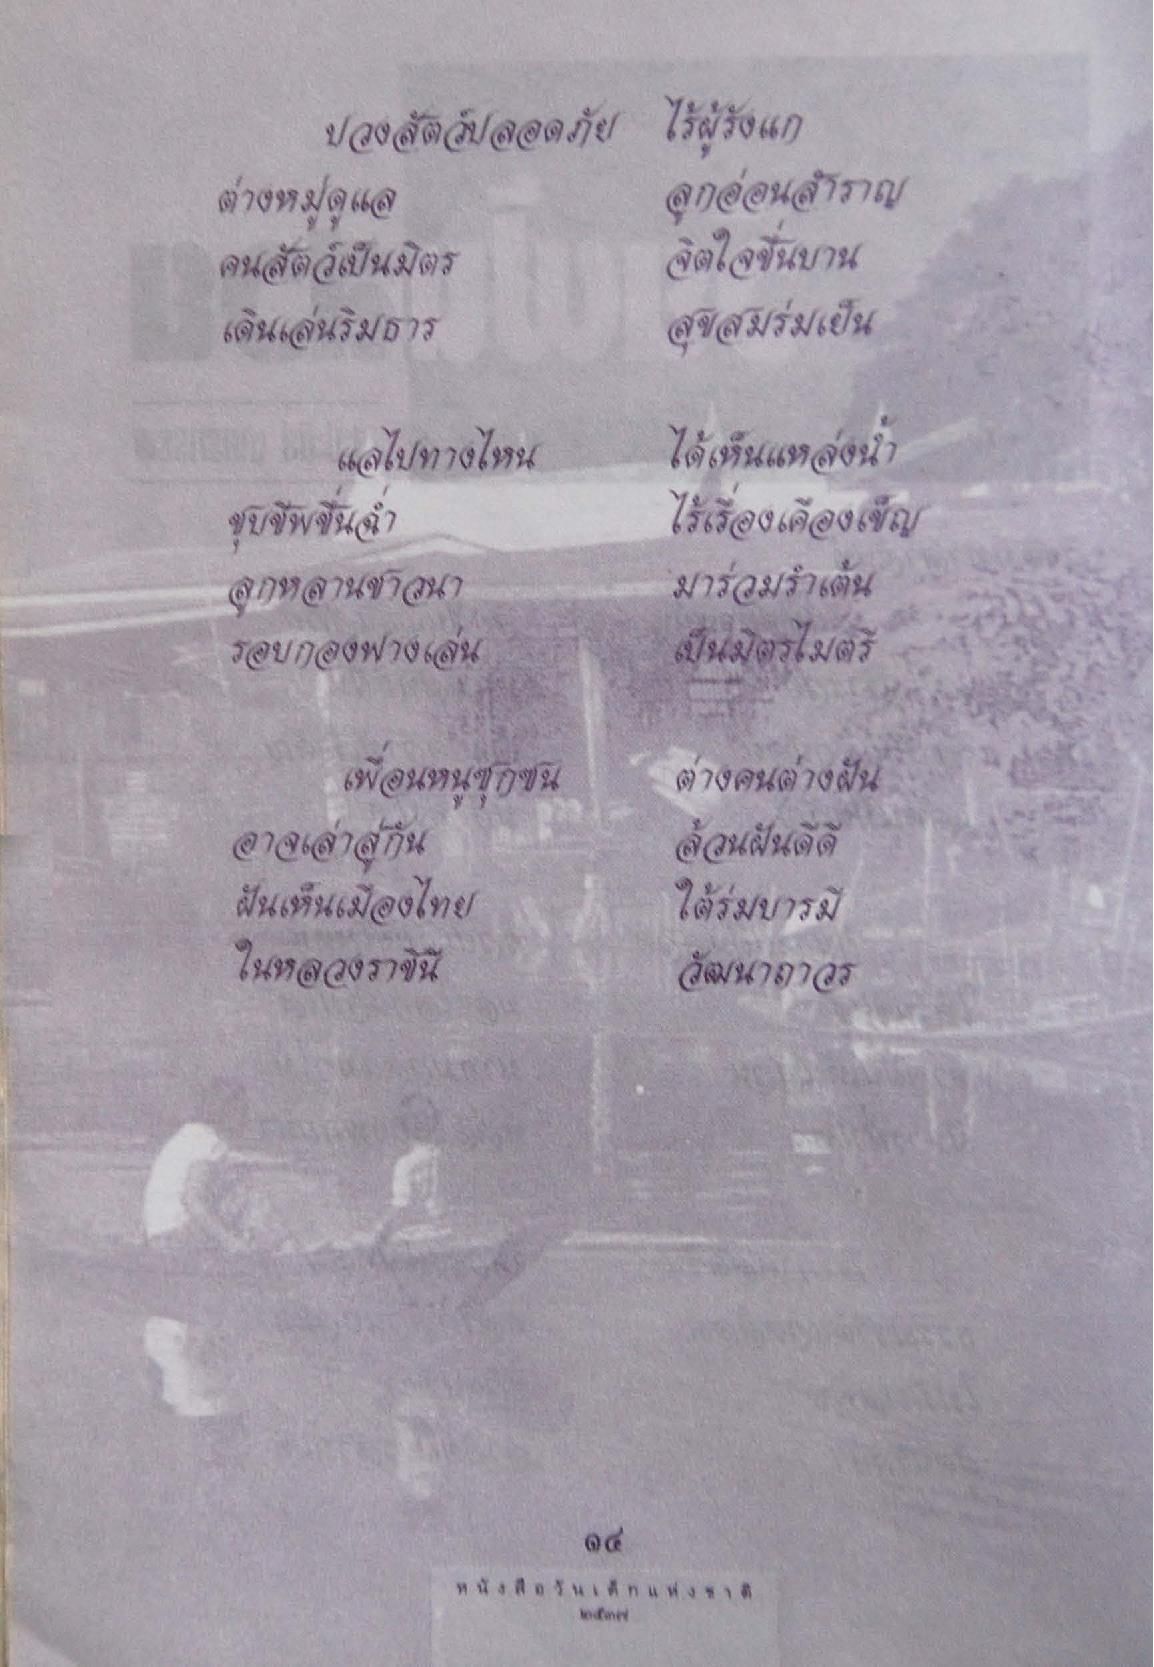 ปวงสัตว์ปลอดภัย ไร้ผู้รังแก
ต่างหมู่ดูแล ลูกอ่อนสำราญ
คนสัตว์เป็นมิตร จิตใจชื่นบาน
เดินเล่นริมธาร สุขสมร่มเย็น
แลไปทางไหน ได้เห็นแหล่งน้ำ
ชุบชีพชื่นฉ่ำ ไร้เรื่องเคืองเข็ญ
ลูกหลานชาวนา มาร่วมรำเต้น
รอบกองฟางเล่น เป็นมิตรไมตรี
เพื่อนหนูซุกซน ต่างคนต่างฝัน
อาจเล่าสู่กัน ล้วนฝันดีดี
ฝันเห็นเมืองไทย ใต้ร่มบารมี
ในหลวงราชินี วัฒนาถาวร
๑๔
หนังสือวันเด็กแห่งชาติ
๒๕๓๗